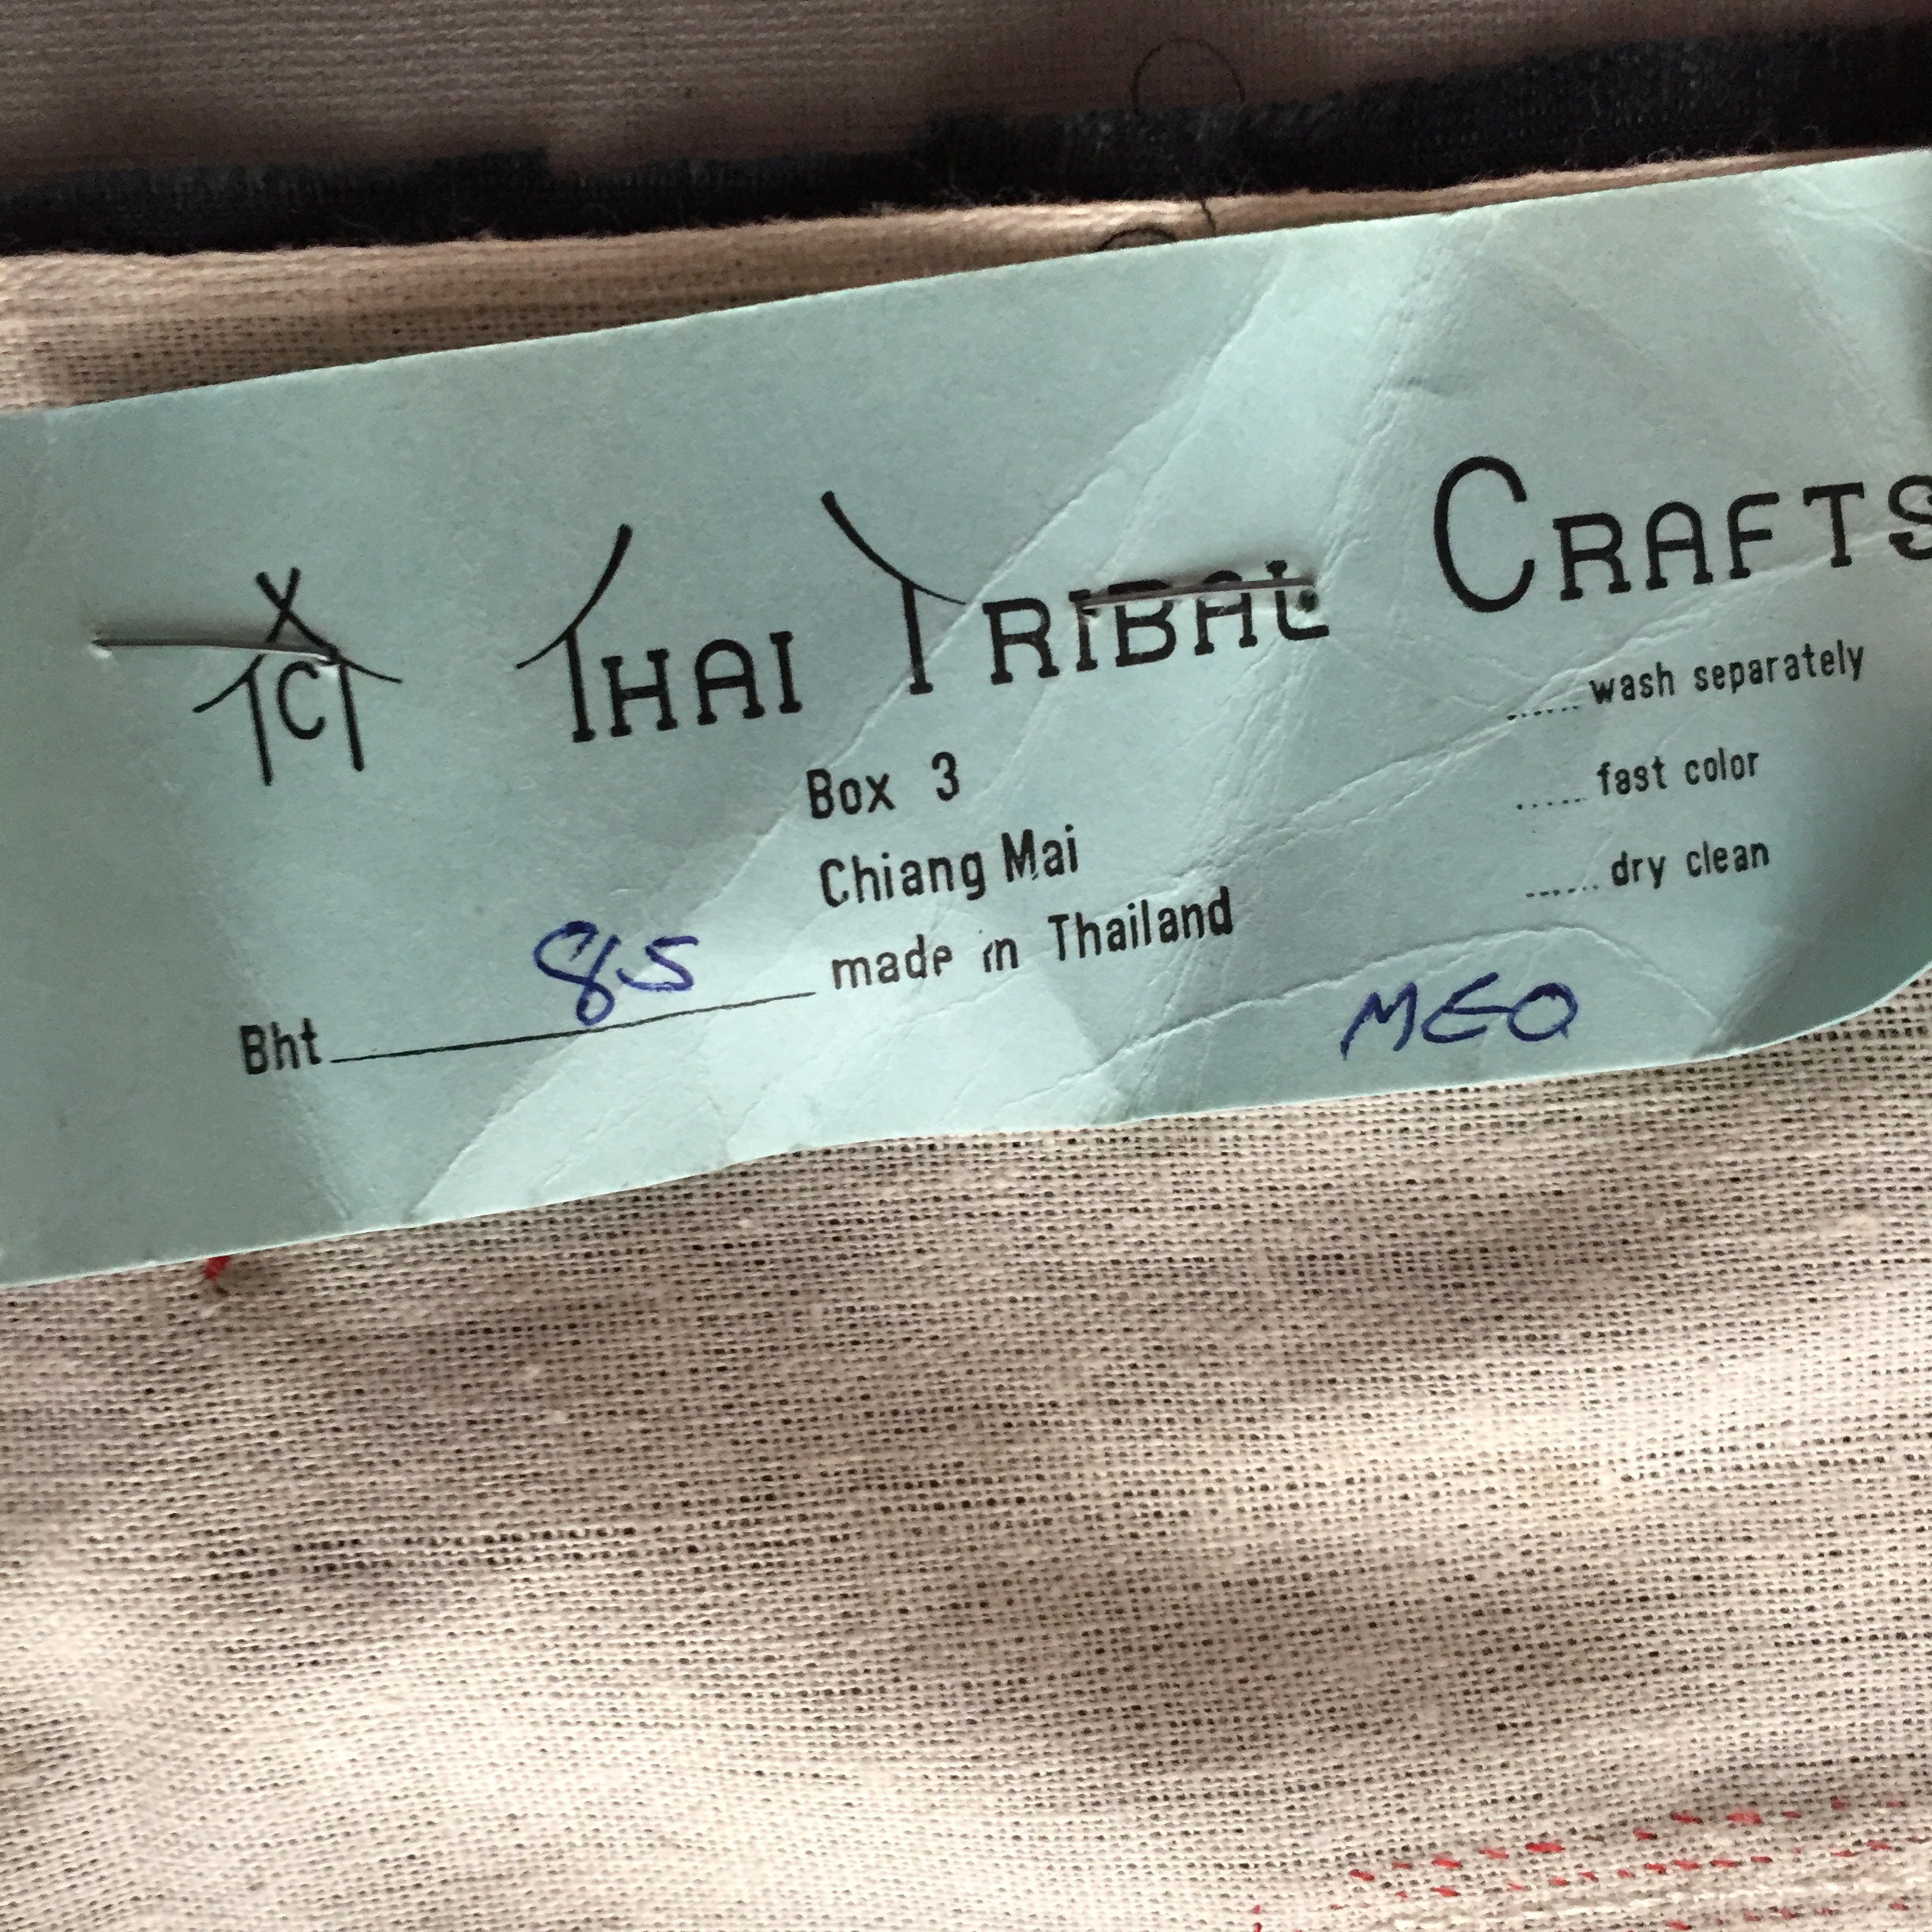 TCT THAI TRIBAL CRAFTS
Box 3
Chiang Mai
Bht 85 made in Thailand
...... wash separately
...... fast color
...... dry clean
MEO